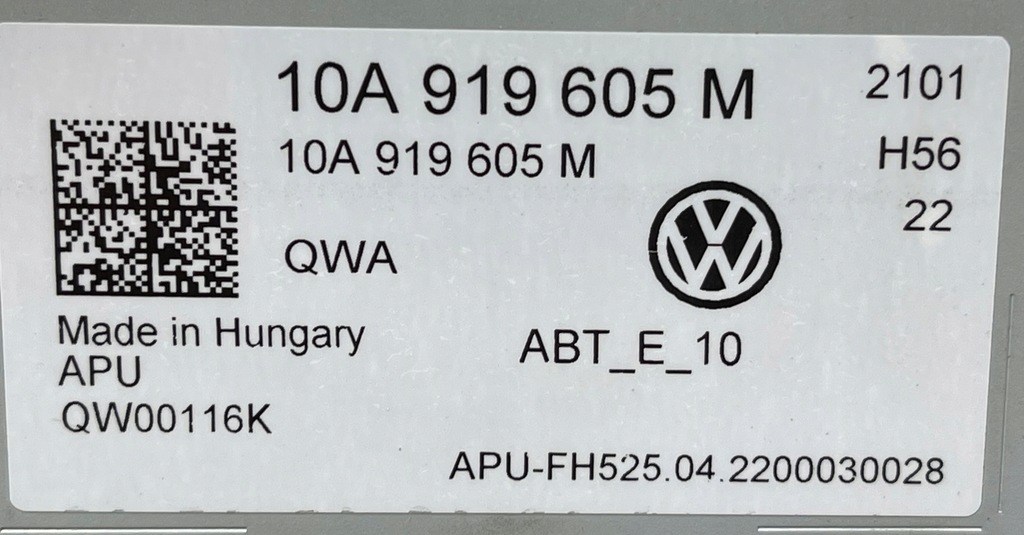 10A 919 605 M 2101
10A 919 605 M H56
22
QWA
Made in Hungary
ABT_E_10
APU
QW00116K
APU-FH525.04.2200030028